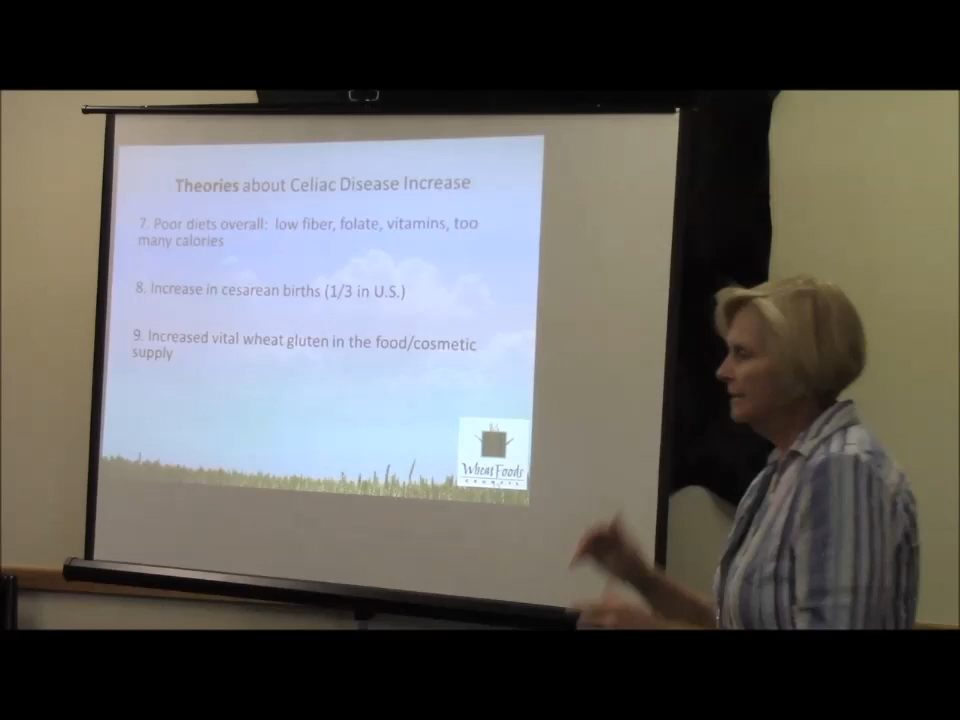 Theories about Celiac Disease Increase
7. Poor diets overall: low fiber, folate, vitamins, too
many calories
8. Increase in cesarean births (1/3 in U.S.)
9. Increased vital wheat gluten in the food/cosmetic
supply
Wheat Foods
COUNCIL